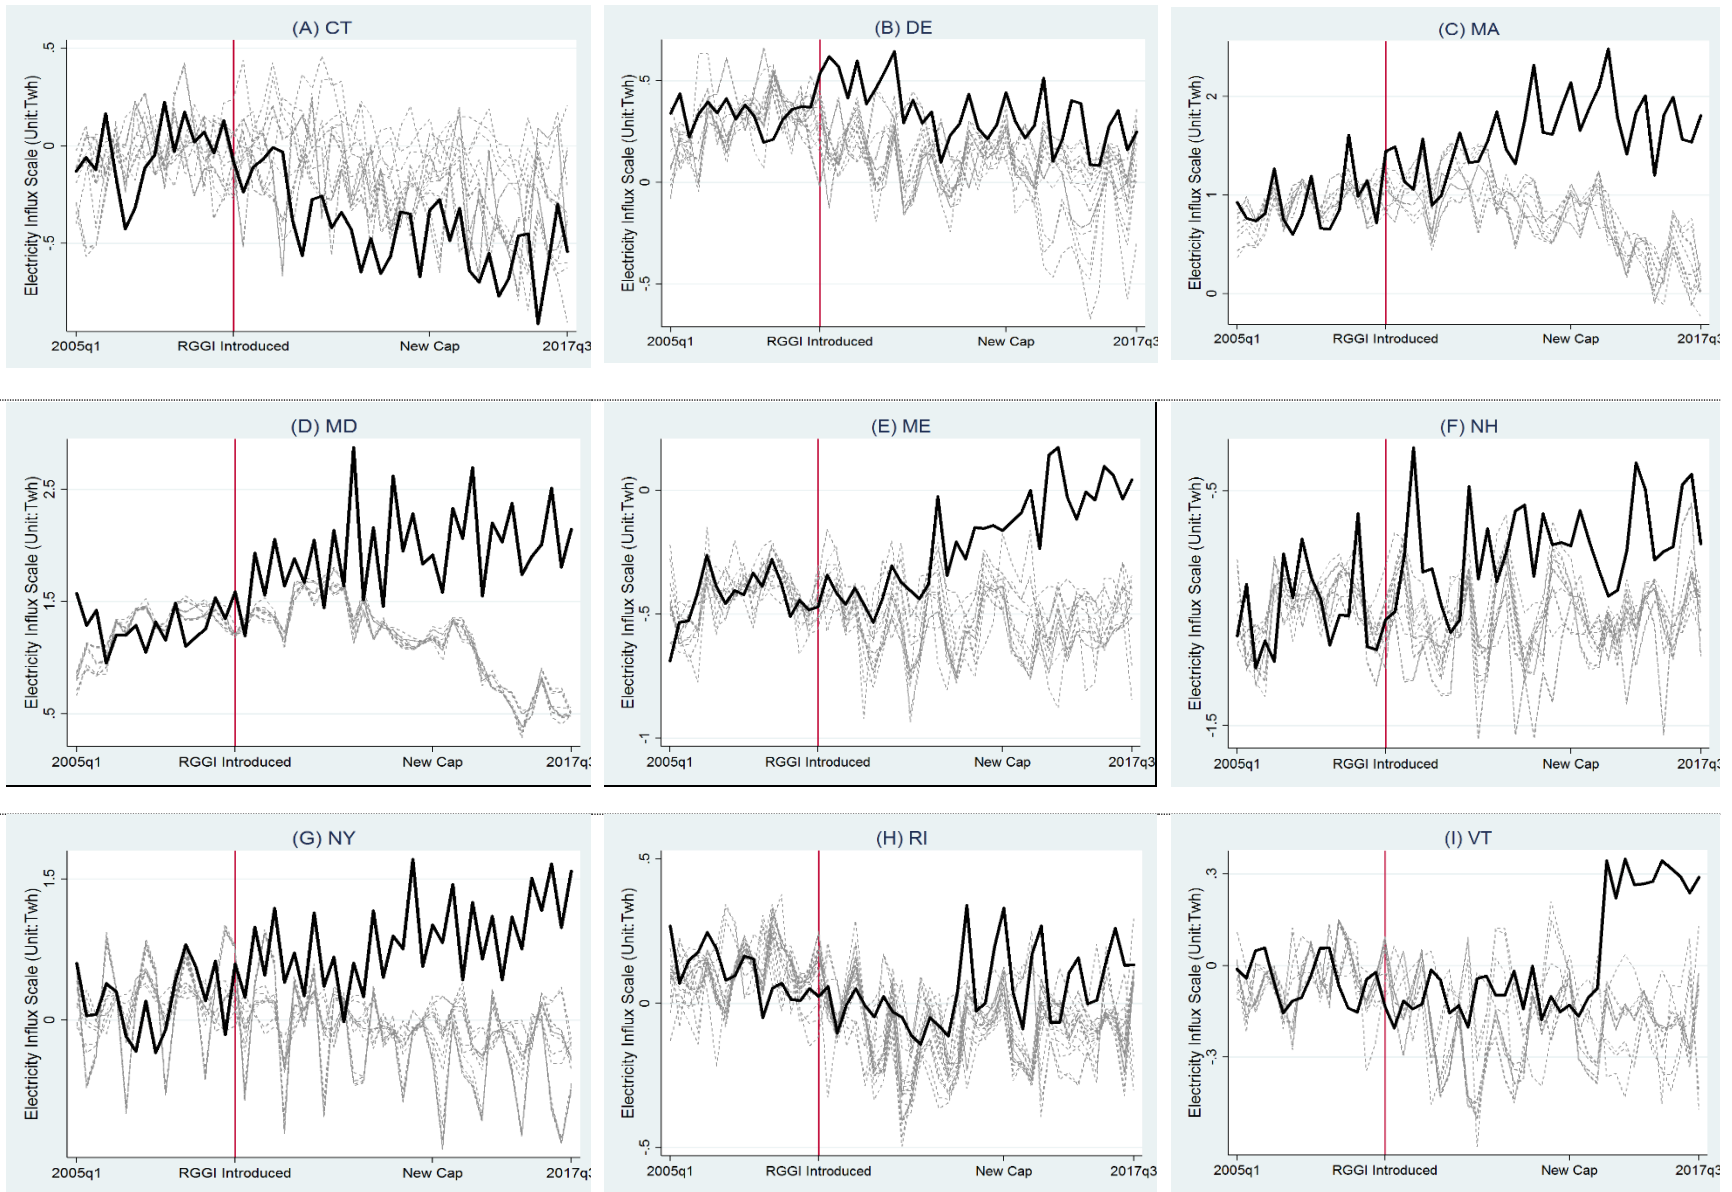 (A) CT
Electricity Influx Scale (Unit:Twh)
.5
0
-.5
2005q1
RGGI Introduced
New Cap
2017q3
(B) DE
Electricity Influx Scale (Unit:Twh)
.5
0
-.5
2005q1
RGGI Introduced
New Cap
2017q3
(C) MA
Electricity Influx Scale (Unit:Twh)
2
1
0
2005q1
RGGI Introduced
New Cap
2017q3
(D) MD
Electricity Influx Scale (Unit:Twh)
2.5
1.5
.5
2005q1
RGGI Introduced
New Cap
2017q3
(E) ME
Electricity Influx Scale (Unit:Twh)
0
-.5
-1
2005q1
RGGI Introduced
New Cap
2017q3
(F) NH
Electricity Influx Scale (Unit:Twh)
-.5
-1
-1.5
2005q1
RGGI Introduced
New Cap
2017q3
(G) NY
Electricity Influx Scale (Unit:Twh)
1.5
0
2005q1
RGGI Introduced
New Cap
2017q3
(H) RI
Electricity Influx Scale (Unit:Twh)
.5
0
-.5
2005q1
RGGI Introduced
New Cap
2017q3
(I) VT
Electricity Influx Scale (Unit:Twh)
.3
0
-.3
2005q1
RGGI Introduced
New Cap
2017q3